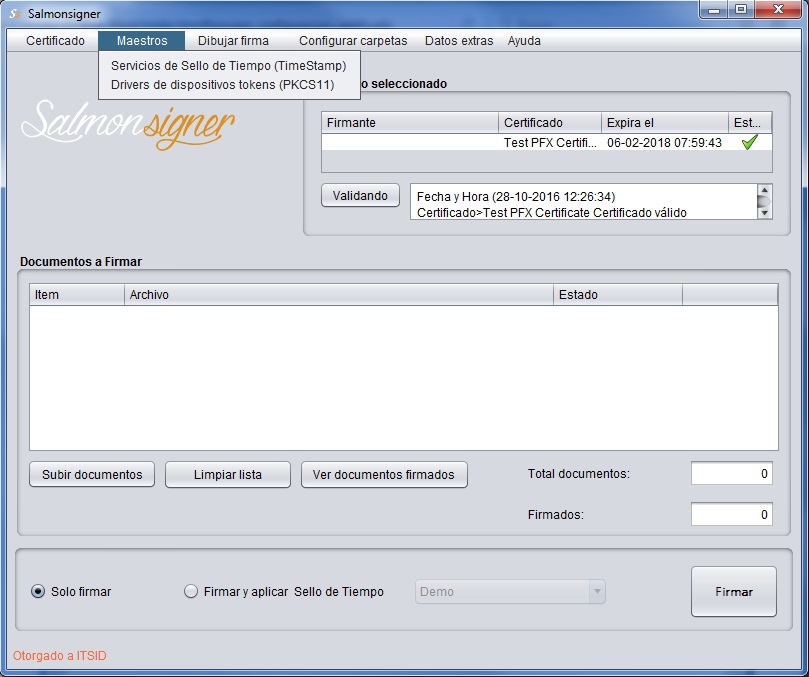 Salmonsigner
Certificado Maestros Dibujar firma Configurar carpetas Datos extras Ayuda
Servicios de Sello de Tiempo (TimeStamp)
Drivers de dispositivos tokens (PKCS11)
o seleccionado
Salmonsigner
Firmante Certificado Expira el Est...
Test PFX Certifi... 06-02-2018 07:59:43
Validando
Fecha y Hora (28-10-2016 12:26:34)
Certificado>Test PFX Certificate Certificado válido
Documentos a Firmar
Item Archivo Estado
Subir documentos Limpiar lista Ver documentos firmados Total documentos: 0
Firmados: 0
Solo firmar Firmar y aplicar Sello de Tiempo Demo Firmar
Otorgado a ITSID